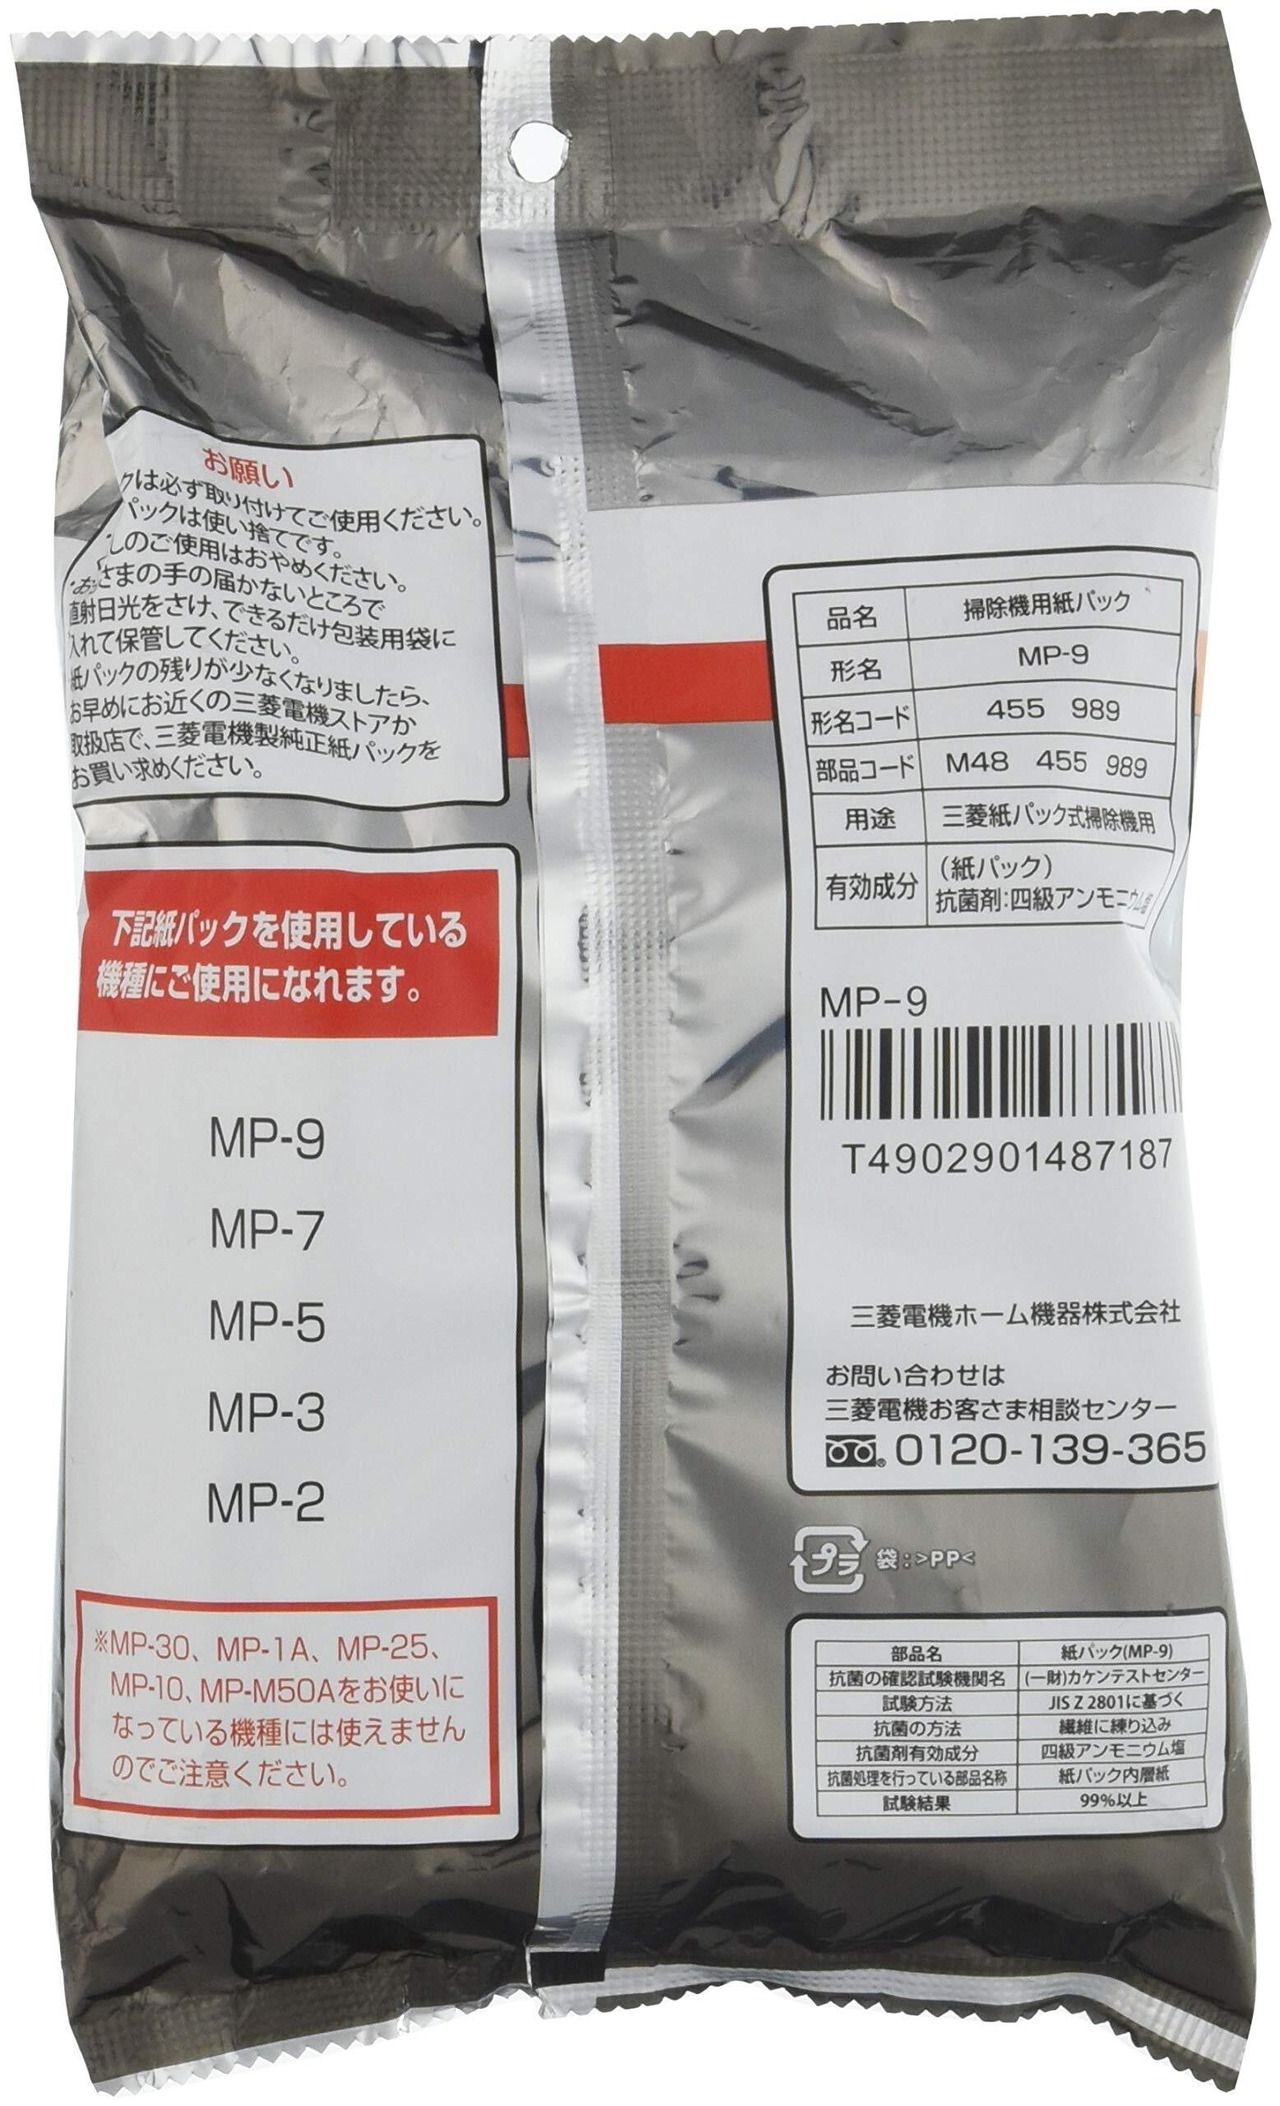 お願い
クは必ず取り付けてご使用ください。
パックは使い捨てです。
しのご使用はおやめください。
さまの手の届かないところで
直射日光をさけ、できるだけ包装用袋に
入れて保管してください。
紙パックの残りが少なくなりましたら、
お早めにお近くの三菱電機ストアか
取扱店で、三菱電機製純正紙パックを
お買い求めください。
下記紙パックを使用している
機種にご使用になれます。
MP-9
MP-7
MP-5
MP-3
MP-2
※MP-30、MP-1A、MP-25、
MP-10、MP-M50Aをお使いに
なっている機種には使えません
のでご注意ください。
品名 掃除機用紙パック
形名 MP-9
形名コード 455 989
部品コード M48 455 989
用途 三菱紙パック式掃除機用
有効成分 (紙パック)
抗菌剤:四級アンモニウム塩
MP-9
T4902901487187
三菱電機ホーム機器株式会社
お問い合わせは
三菱電機お客さま相談センター
0120-139-365
プラ 袋:>PP<
部品名 紙パック(MP-9)
抗菌の確認試験機関名 (一財)カケンテストセンター
試験方法 JIS Z 2801に基づく
抗菌の方法 繊維に練り込み
抗菌剤有効成分 四級アンモニウム塩
抗菌処理を行っている部品名称 紙パック内層紙
試験結果 99%以上